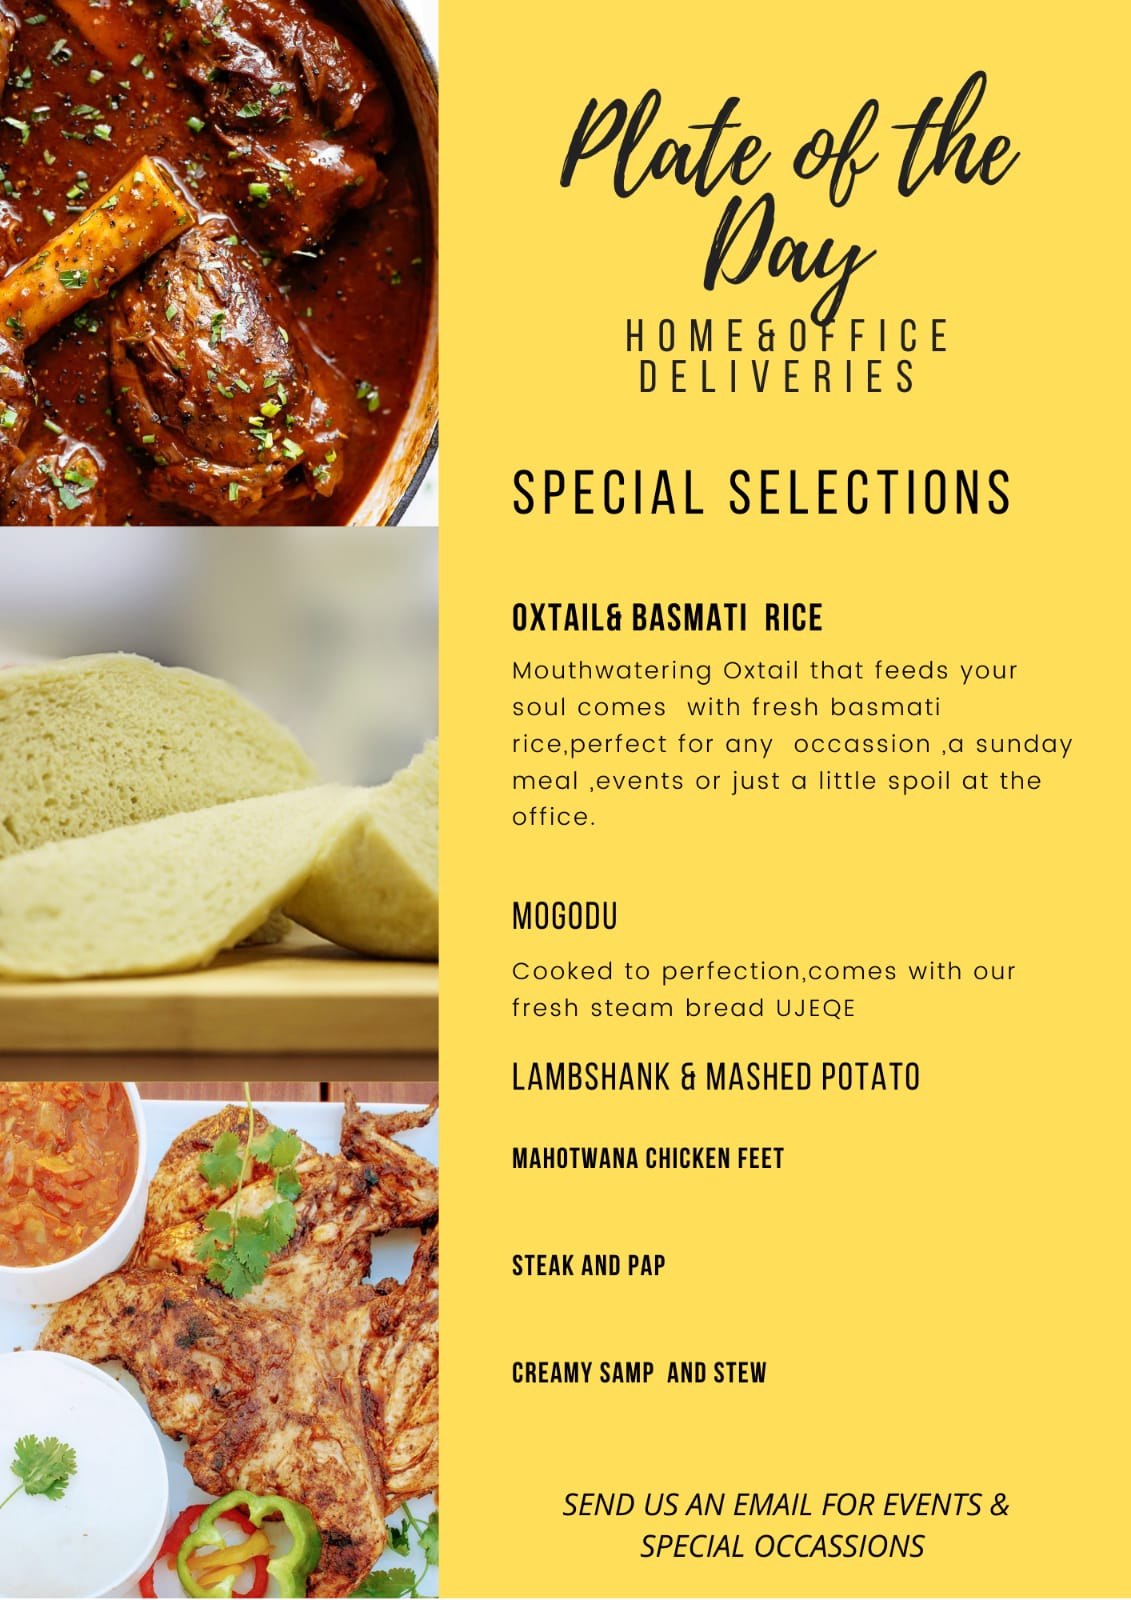 Plate of the
Day
HOME&OFFICE
DELIVERIES
SPECIAL SELECTIONS
OXTAIL& BASMATI  RICE
Mouthwatering Oxtail that feeds your
soul comes  with fresh basmati
rice,perfect for any  occassion ,a sunday
meal ,events or just a little spoil at the
office.
MOGODU
Cooked to perfection,comes with our
fresh steam bread UJEQE
LAMBSHANK & MASHED POTATO
MAHOTWANA CHICKEN FEET
STEAK AND PAP
CREAMY SAMP  AND STEW
SEND US AN EMAIL FOR EVENTS &
SPECIAL OCCASSIONS